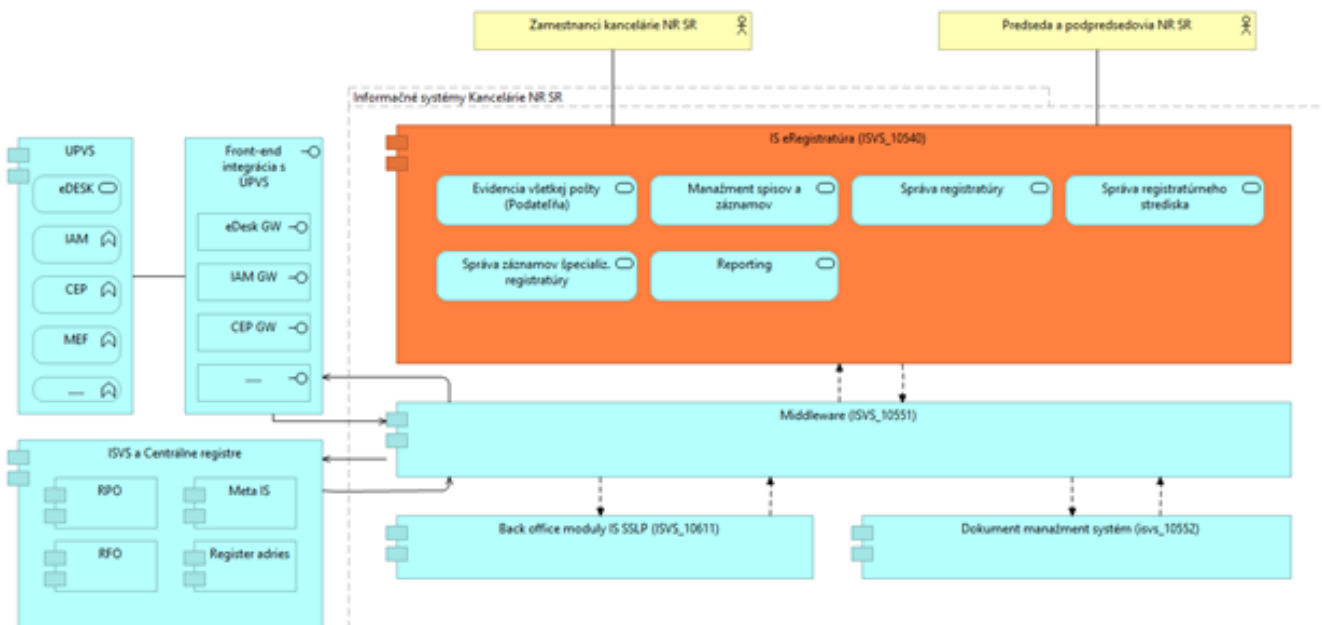 Zamestnanci kancelárie NR SR
Predseda a podpredsedovia NR SR
Informačné systémy Kancelárie NR SR
UPVS
eDESK
IAM
CEP
MEF
Front-end
integrácia s
ÚPVS
eDesk GW
IAM GW
CEP GW
IS eRegistratúra (ISVS_10540)
Evidencia všetkej pošty
(Podateľňa)
Manažment spisov a
záznamov
Správa registratúry
Správa registratúrneho
strediska
Správa záznamov špecializ.
registratúry
Reporting
Middleware (ISVS_10551)
ISVS a Centrálne registre
RPO
Meta IS
RFO
Register adries
Back office moduly IS SSLP (ISVS_10611)
Dokument manažment systém (isvs_10552)